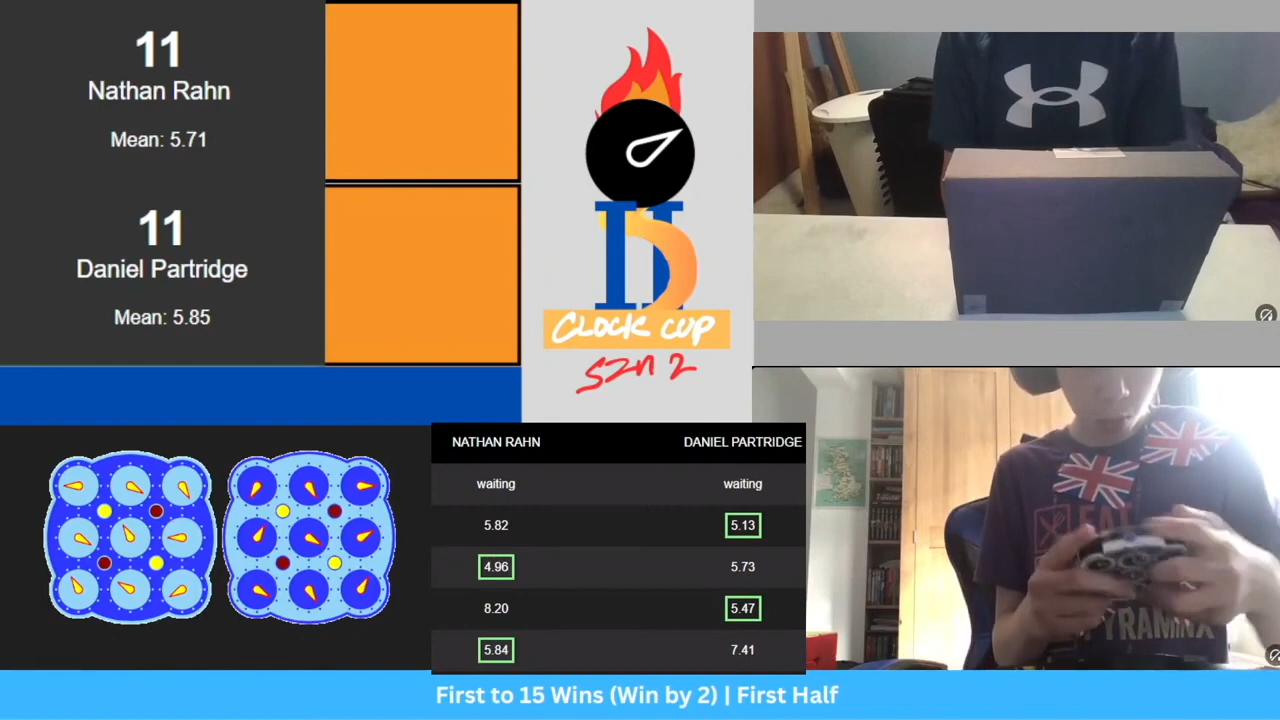 11
Nathan Rahn
Mean: 5.71
11
Daniel Partridge
Mean: 5.85
CLOCK CUP
SZN 2
NATHAN RAHN DANIEL PARTRIDGE
waiting waiting
5.82 5.13
4.96 5.73
8.20 5.47
5.84 7.41
EAT
PYRAMINX
First to 15 Wins (Win by 2) | First Half